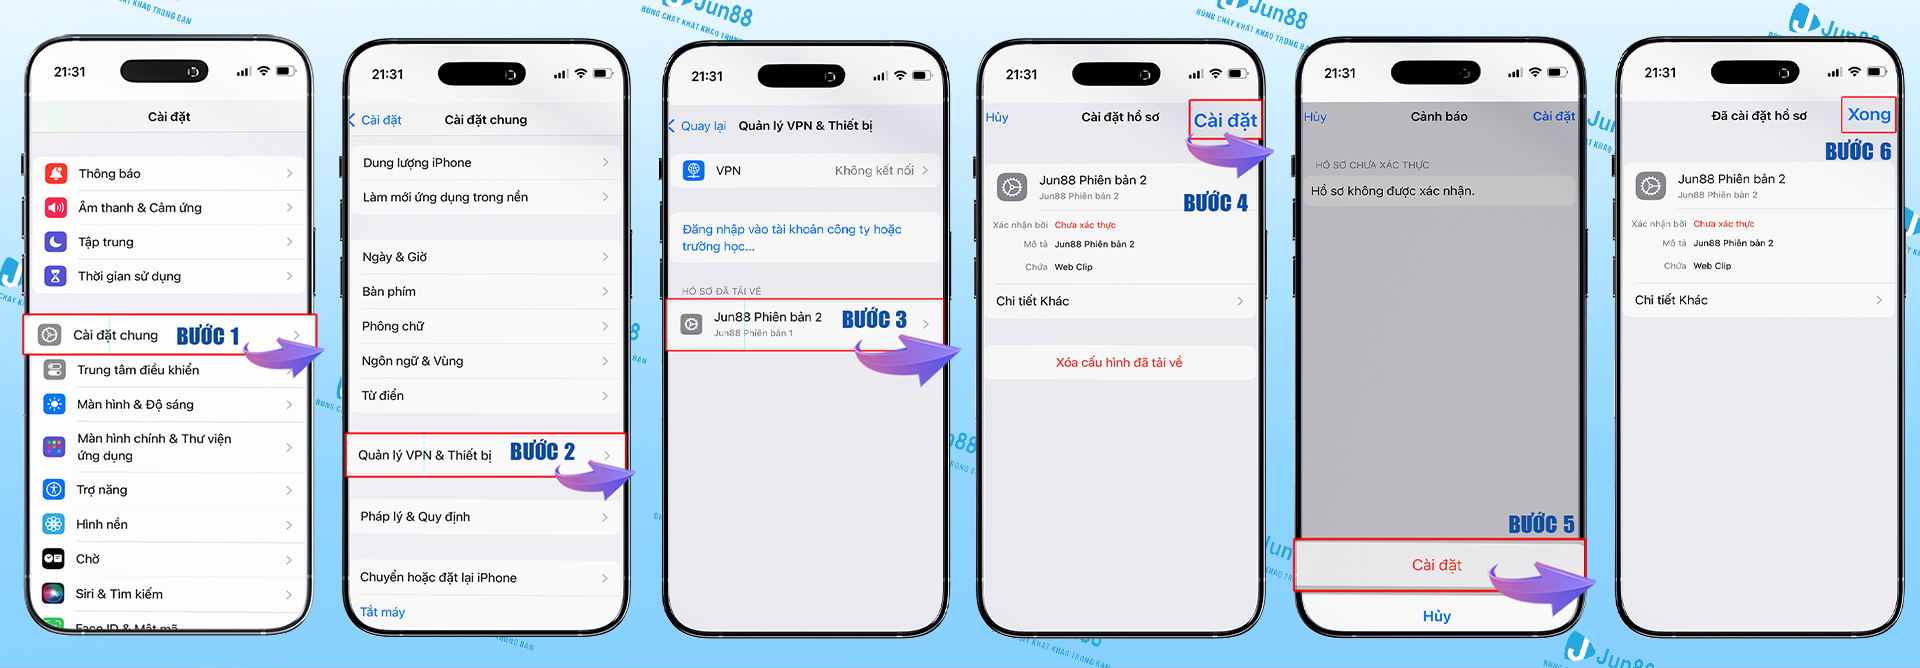 Jun88
BÙNG CHÁY KHÁT KHAO TRONG BẠN
Jun88
BÙNG CHÁY KHÁT KHAO TRONG BẠN
Jun88
21:31
Cài đặt
Thông báo
Âm thanh & Cảm ứng
Tập trung
Thời gian sử dụng
Cài đặt chung
BƯỚC 1
Trung tâm điều khiển
Màn hình & Độ sáng
Màn hình chính & Thư viện
ứng dụng
Trợ năng
Hình nền
Chờ
Siri & Tìm kiếm
Face ID & Mật mã
21:31
Cài đặt
Cài đặt chung
Dung lượng iPhone
Làm mới ứng dụng trong nền
Ngày & Giờ
Bàn phím
Phông chữ
Ngôn ngữ & Vùng
Từ điển
Quản lý VPN & Thiết bị
BƯỚC 2
Pháp lý & Quy định
Chuyển hoặc đặt lại iPhone
Tắt máy
21:31
Quay lại
Quản lý VPN & Thiết bị
VPN
Không kết nối
Đăng nhập vào tài khoản công ty hoặc
trường học...
HỒ SƠ ĐÃ TẢI VỀ
Jun88 Phiên bản 2
Jun88 Phiên bản 1
BƯỚC 3
21:31
Hủy
Cài đặt hồ sơ
Cài đặt
BƯỚC 4
Jun88 Phiên bản 2
Jun88 Phiên bản 2
Xác nhận bởi Chưa xác thực
Mô tả Jun88 Phiên bản 2
Chứa Web Clip
Chi tiết Khác
Xóa cấu hình đã tải về
21:31
Hủy
Cảnh báo
Cài đặt
HỒ SƠ CHƯA XÁC THỰC
Hồ sơ không được xác nhận.
BƯỚC 5
Cài đặt
Hủy
21:31
Đã cài đặt hồ sơ
Xong
BƯỚC 6
Jun88 Phiên bản 2
Jun88 Phiên bản 2
Xác nhận bởi Chưa xác thực
Mô tả Jun88 Phiên bản 2
Chứa Web Clip
Chi tiết Khác
Jun88